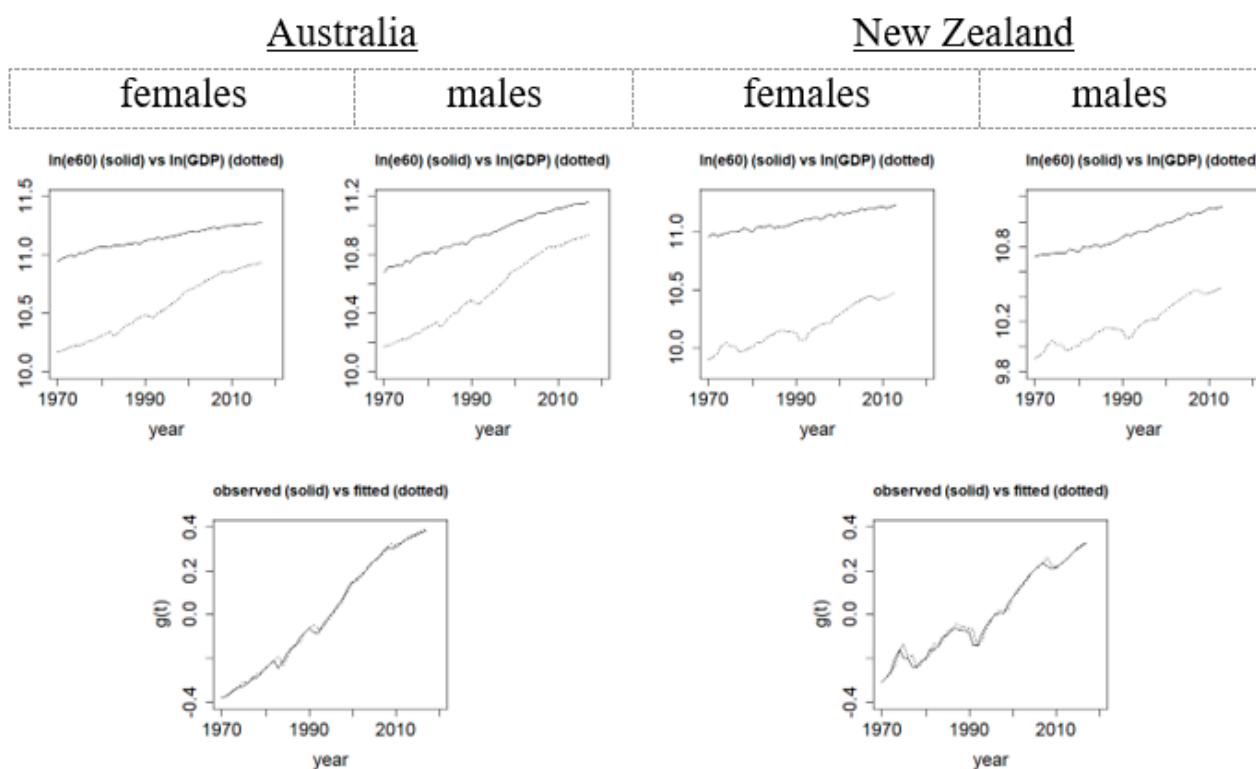 Australia New Zealand
females males females males
ln(e60) (solid) vs ln(GDP) (dotted) ln(e60) (solid) vs ln(GDP) (dotted) ln(e60) (solid) vs ln(GDP) (dotted) ln(e60) (solid) vs ln(GDP) (dotted
11.5
11.0
10.5
10.0
1970 1990 2010
year
11.2
10.8
10.4
10.0
1970 1990 2010
year
11.0
10.5
10.0
1970 1990 2010
year
10.8
10.2
9.8
1970 1990 2010
year
observed (solid) vs fitted (dotted)
g(t)
0.4
0.2
0.0
-0.4
1970 1990 2010
year
observed (solid) vs fitted (dotted)
g(t)
0.4
0.2
0.0
-0.4
1970 1990 2010
year